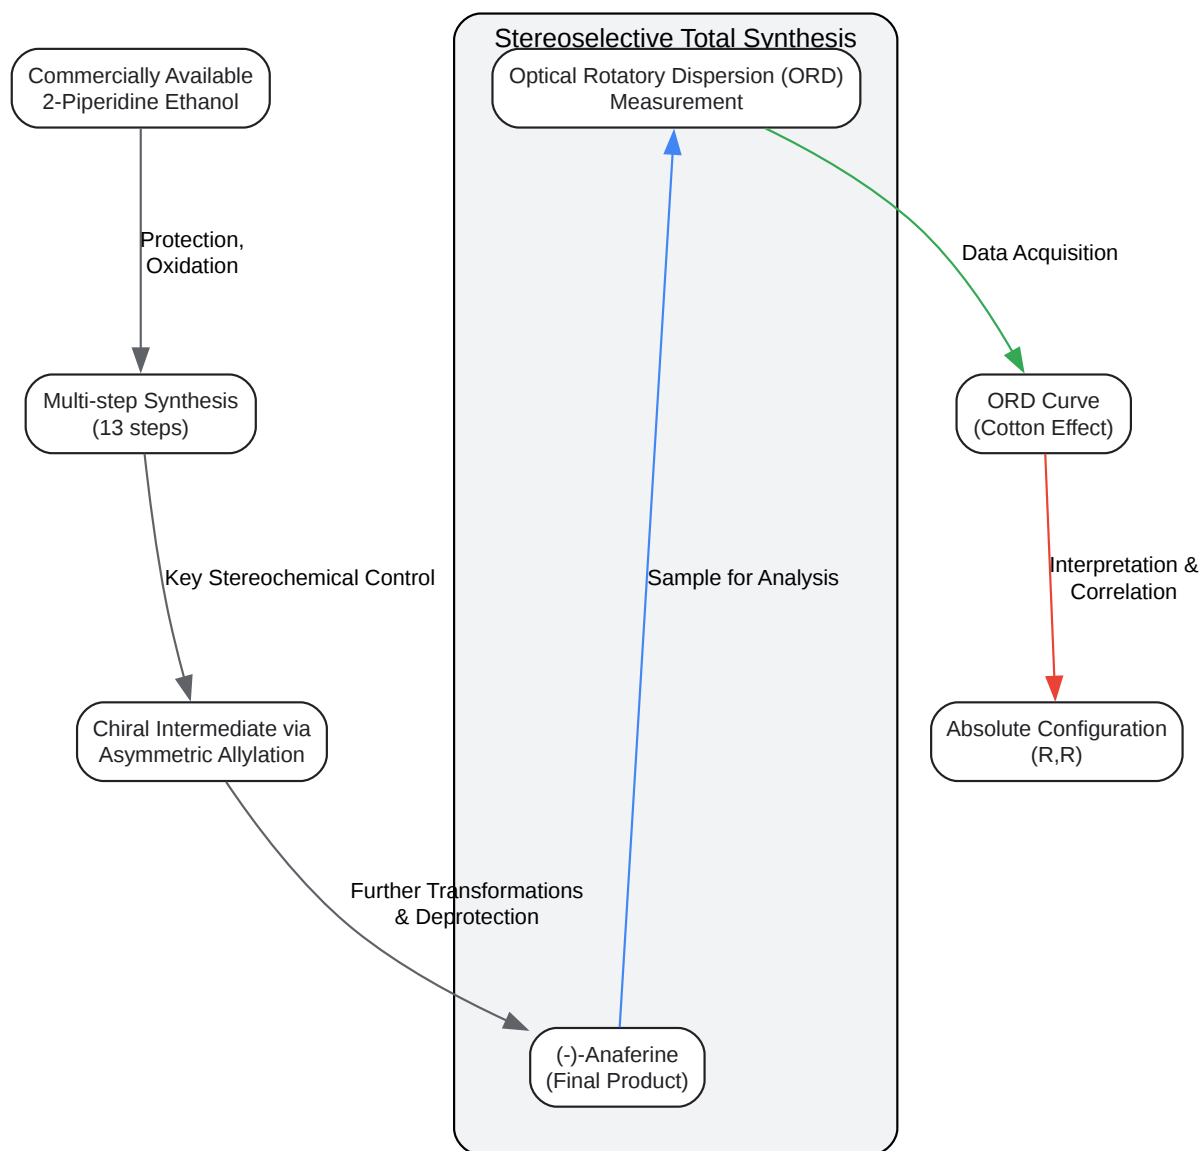 Stereoselective Total Synthesis
Commercially Available
2-Piperidine Ethanol
Optical Rotatory Dispersion (ORD)
Measurement
Protection,
Oxidation
Data Acquisition
Multi-step Synthesis
(13 steps)
ORD Curve
(Cotton Effect)
Key Stereochemical Control
Sample for Analysis
Interpretation &
Correlation
Chiral Intermediate via
Asymmetric Allylation
Absolute Configuration
(R,R)
Further Transformations
& Deprotection
(-)-Anaferine
(Final Product)